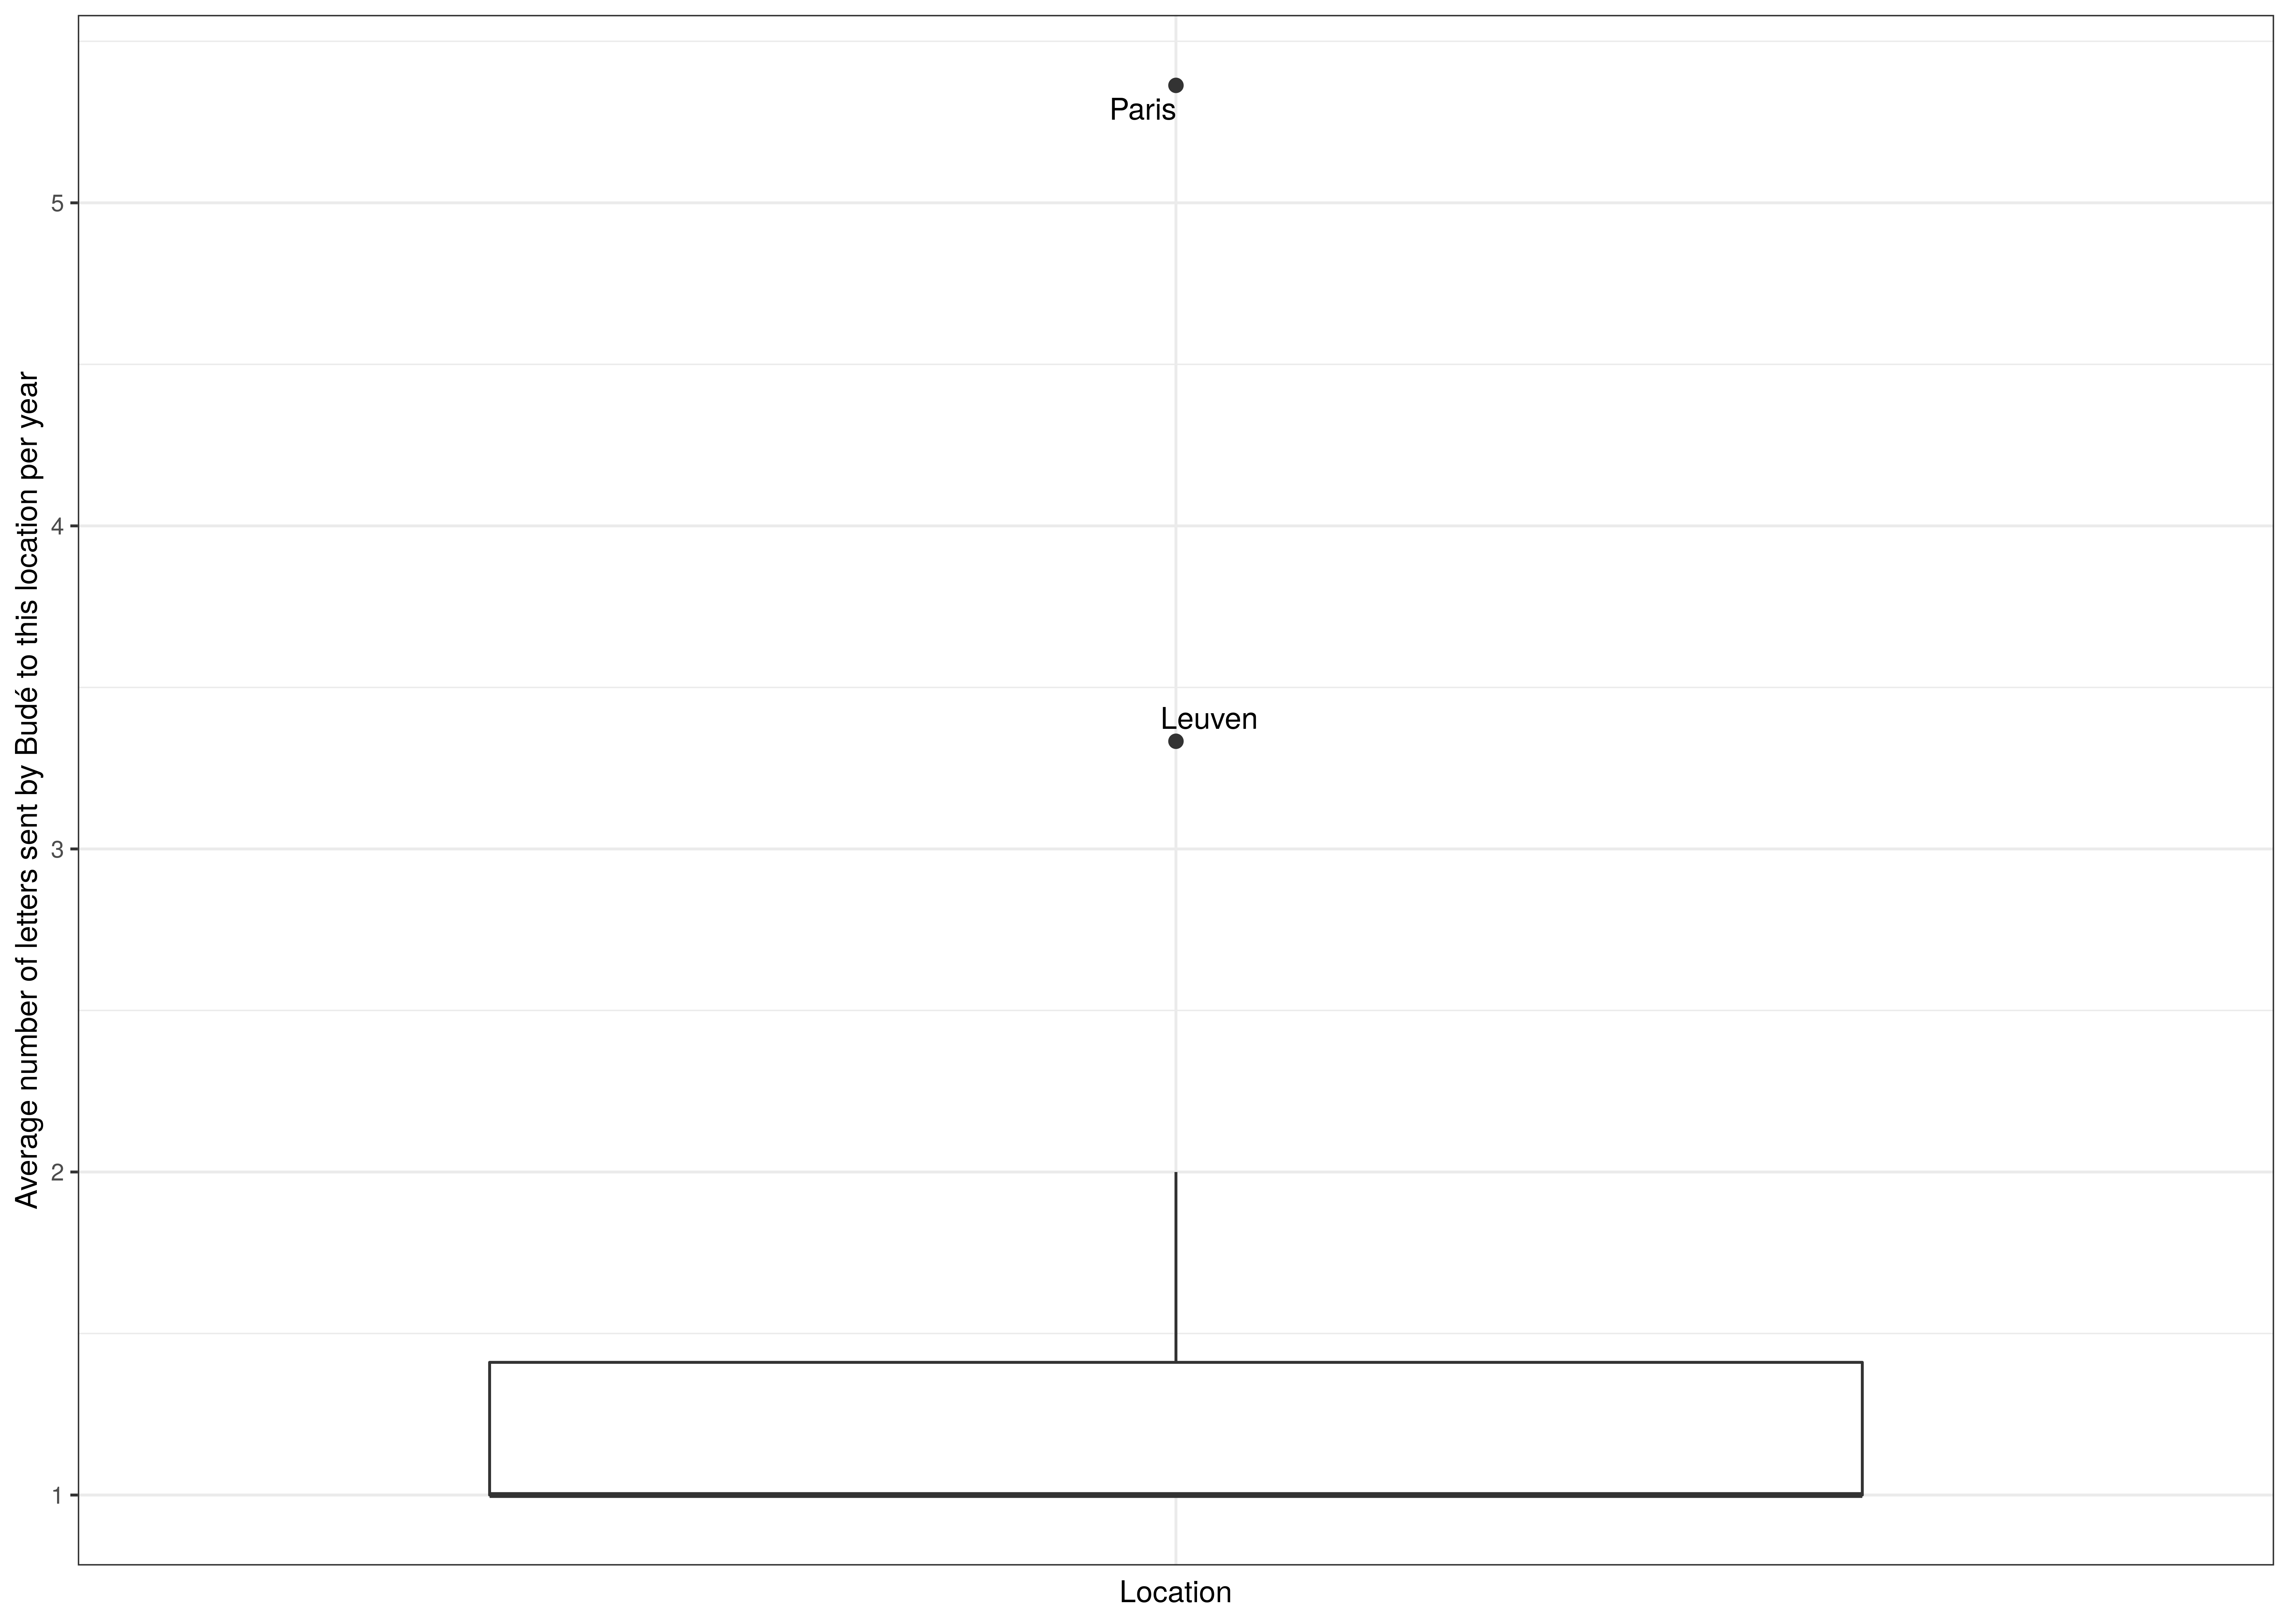 Average number of letters sent by Budé to this location per year
5
4
3
2
1
Paris
Leuven
Location